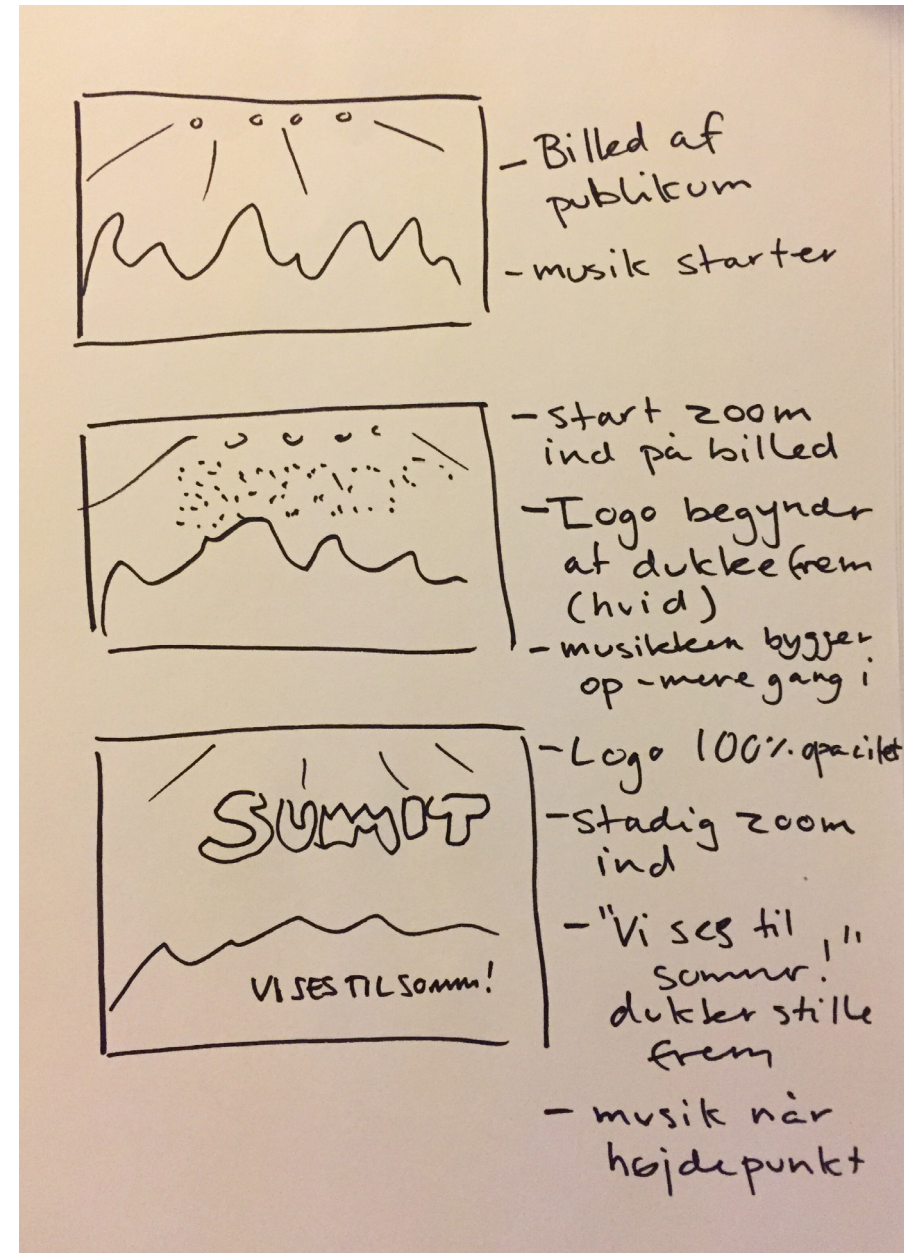 - Billed af
publikum
- musik starter
- start zoom
ind på billed
- Logo begynder
at dukke frem
(hvid)
- musikken bygger
op - mere gang i
SUMMIT
VI SES TIL SOMM!
- Logo 100% opacitet
- Stadig zoom
ind
- "Vi ses til
sommer!"
dukker stille
frem
- musik når
højdepunkt